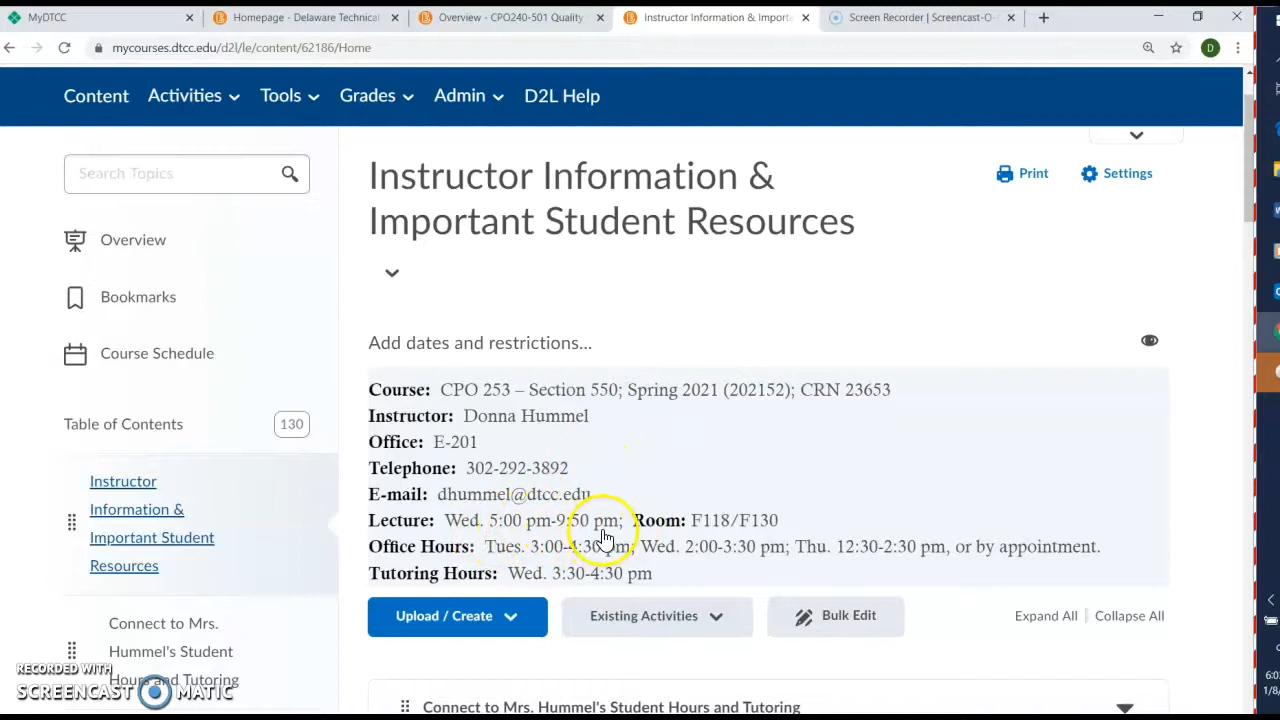 MyDTCC
Homepage - Delaware Technical
Overview - CPO240-501 Quality
Instructor Information & Importa
Screen Recorder | Screencast-O-
mycourses.dtcc.edu/d2l/le/content/62186/Home
D
Content
Activities
Tools
Grades
Admin
D2L Help
Search Topics
Overview
Bookmarks
Course Schedule
Table of Contents
130
Instructor
Information &
Important Student
Resources
Connect to Mrs.
Hummel's Student
Hours and Tutoring
Instructor Information &
Important Student Resources
Print
Settings
Add dates and restrictions...
Course: CPO 253 – Section 550; Spring 2021 (202152); CRN 23653
Instructor: Donna Hummel
Office: E-201
Telephone: 302-292-3892
E-mail: dhummel@dtcc.edu
Lecture: Wed. 5:00 pm-9:50 pm; Room: F118/F130
Office Hours: Tues. 3:00-4:30 pm; Wed. 2:00-3:30 pm; Thu. 12:30-2:30 pm, or by appointment.
Tutoring Hours: Wed. 3:30-4:30 pm
Upload / Create
Existing Activities
Bulk Edit
Expand All
Collapse All
Connect to Mrs. Hummel's Student Hours and Tutoring
RECORDED WITH
SCREENCAST MATIC
1/8/